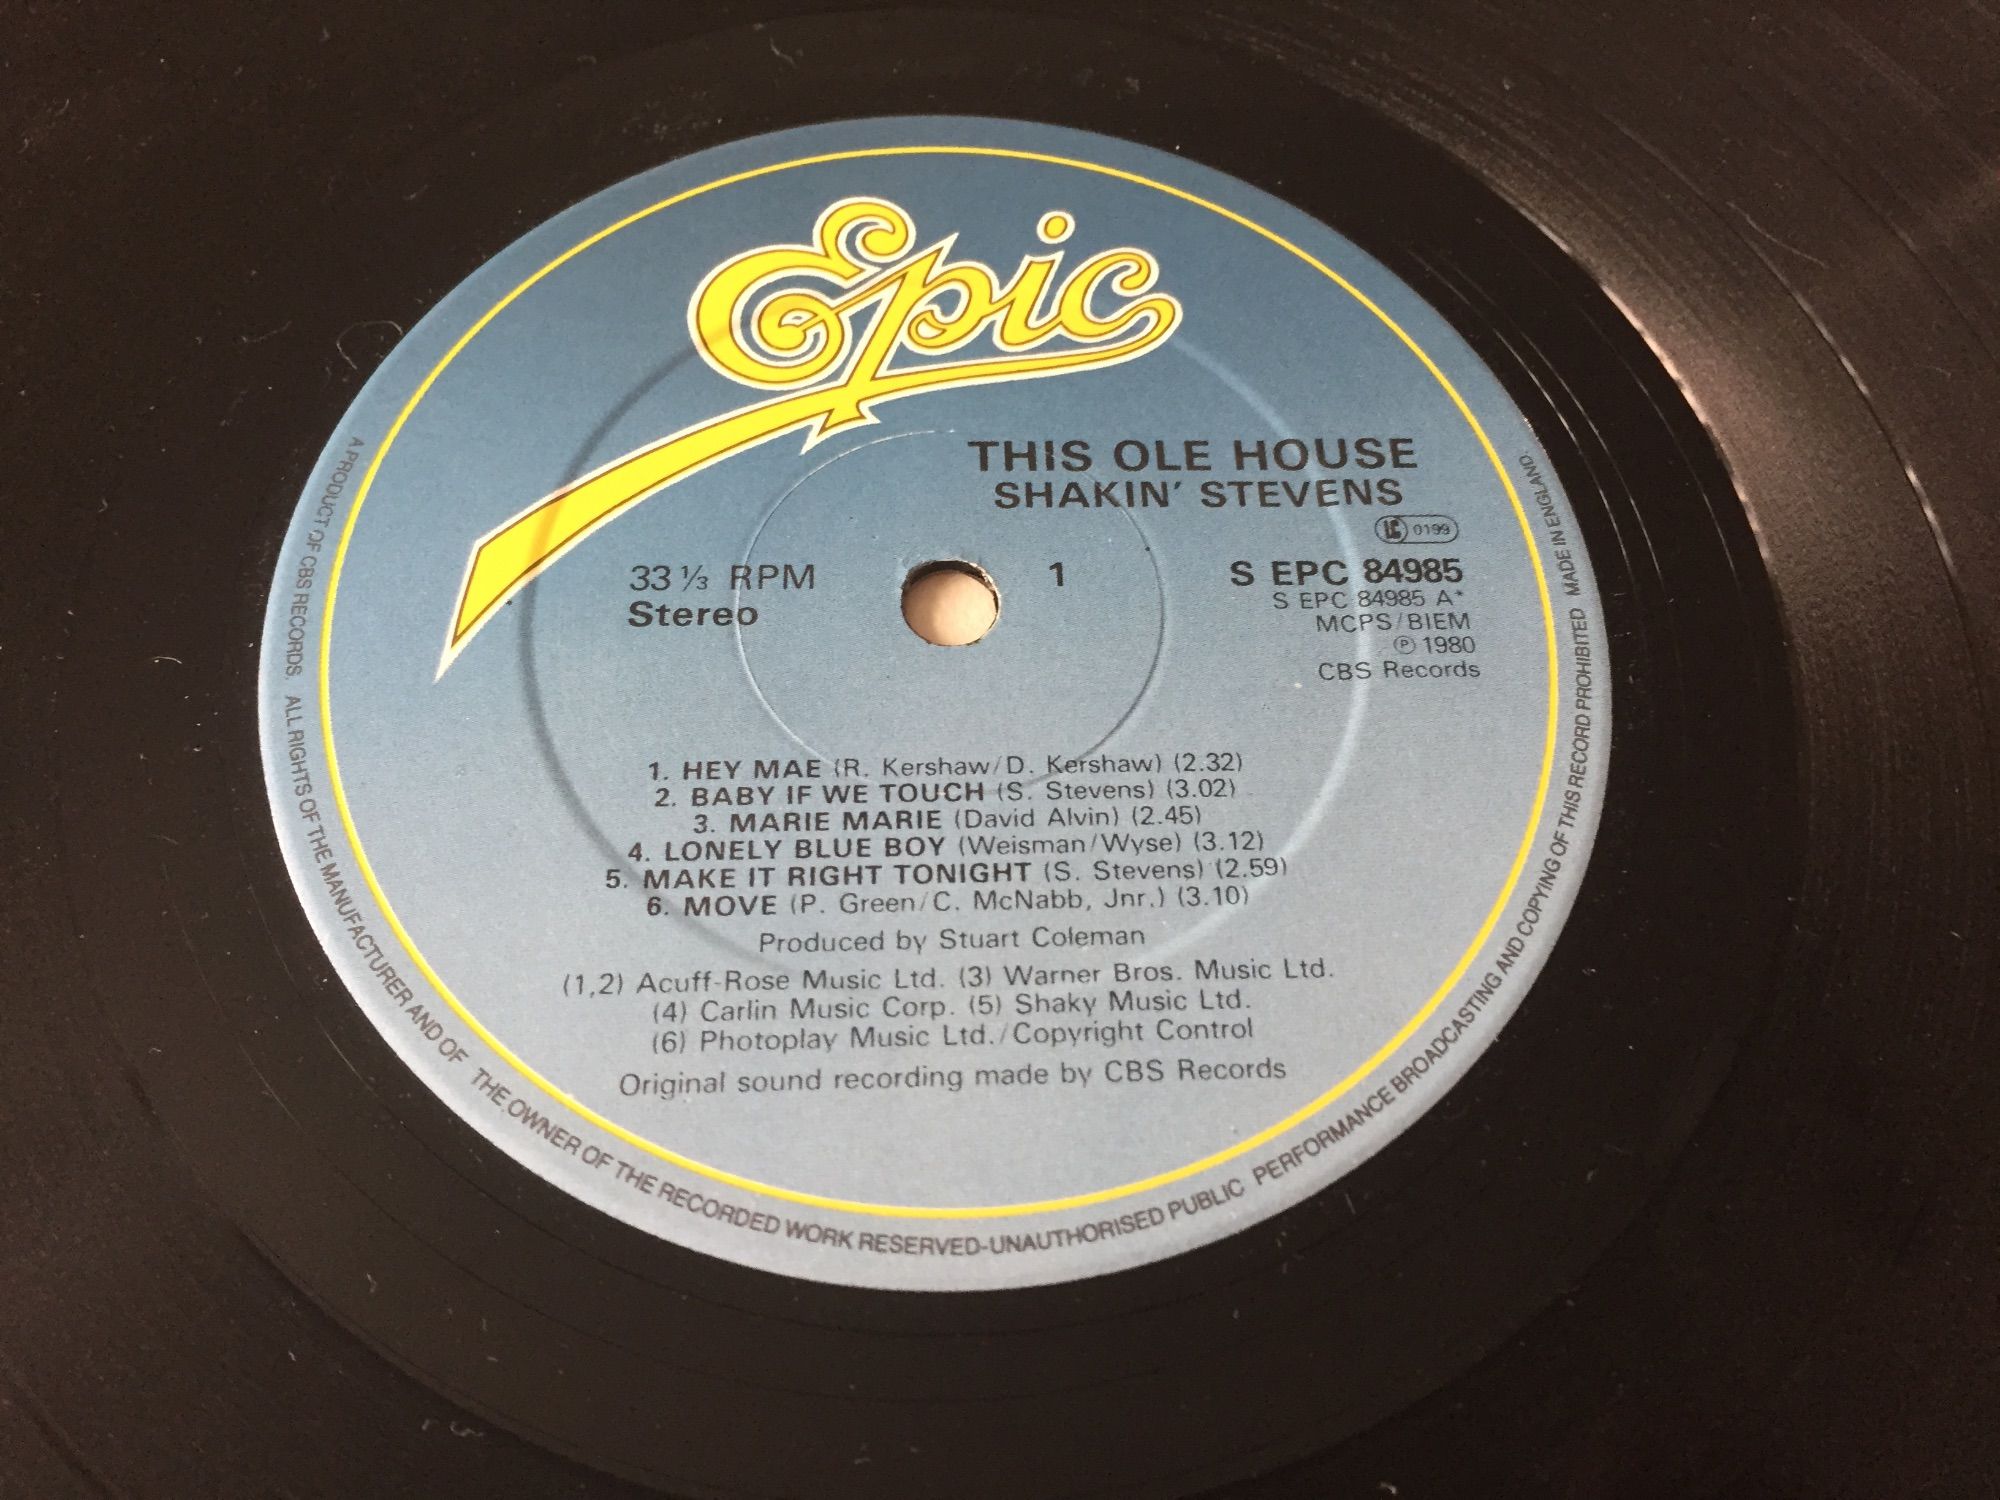 Epic
THIS OLE HOUSE
SHAKIN' STEVENS
LC 0199
33 ⅓ RPM
Stereo
1
S EPC 84985
S EPC 84985 A*
MCPS/BIEM
Ⓟ 1980
CBS Records
1. HEY MAE (R. Kershaw/D. Kershaw) (2.32)
2. BABY IF WE TOUCH (S. Stevens) (3.02)
3. MARIE MARIE (David Alvin) (2.45)
4. LONELY BLUE BOY (Weisman/Wyse) (3.12)
5. MAKE IT RIGHT TONIGHT (S. Stevens) (2.59)
6. MOVE (P. Green/C. McNabb, Jnr.) (3.10)
Produced by Stuart Coleman
(1,2) Acuff-Rose Music Ltd. (3) Warner Bros. Music Ltd.
(4) Carlin Music Corp. (5) Shaky Music Ltd.
(6) Photoplay Music Ltd./Copyright Control
Original sound recording made by CBS Records
A PRODUCT OF CBS RECORDS. ALL RIGHTS OF THE MANUFACTURER AND OF THE OWNER OF THE RECORDED WORK RESERVED-UNAUTHORISED PUBLIC PERFORMANCE BROADCASTING AND COPYING OF THIS RECORD PROHIBITED MADE IN ENGLAND.